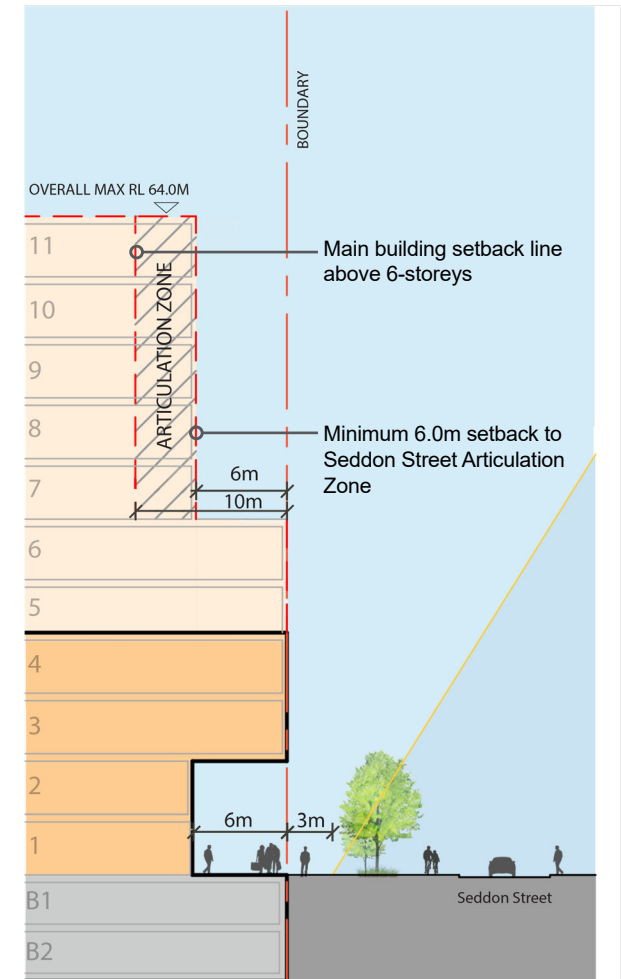 BOUNDARY
OVERALL MAX RL 64.0M
11
Main building setback line
above 6-storeys
10
ARTICULATION ZONE
9
8
Minimum 6.0m setback to
Seddon Street Articulation
Zone
7
6m
10m
6
5
4
3
2
6m
3m
1
B1
Seddon Street
B2